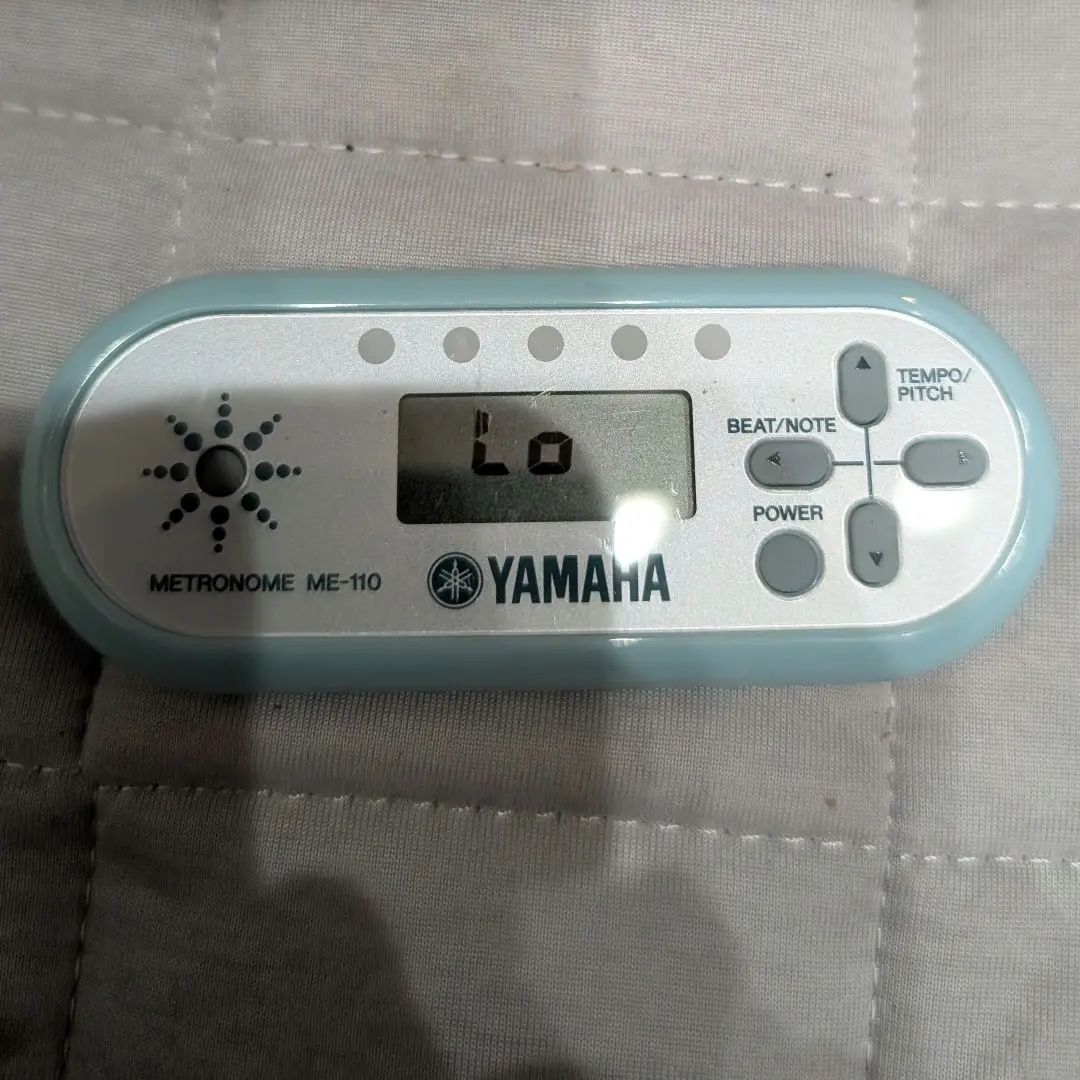 Lo
TEMPO/
PITCH
BEAT/NOTE
POWER
METRONOME ME-110
YAMAHA